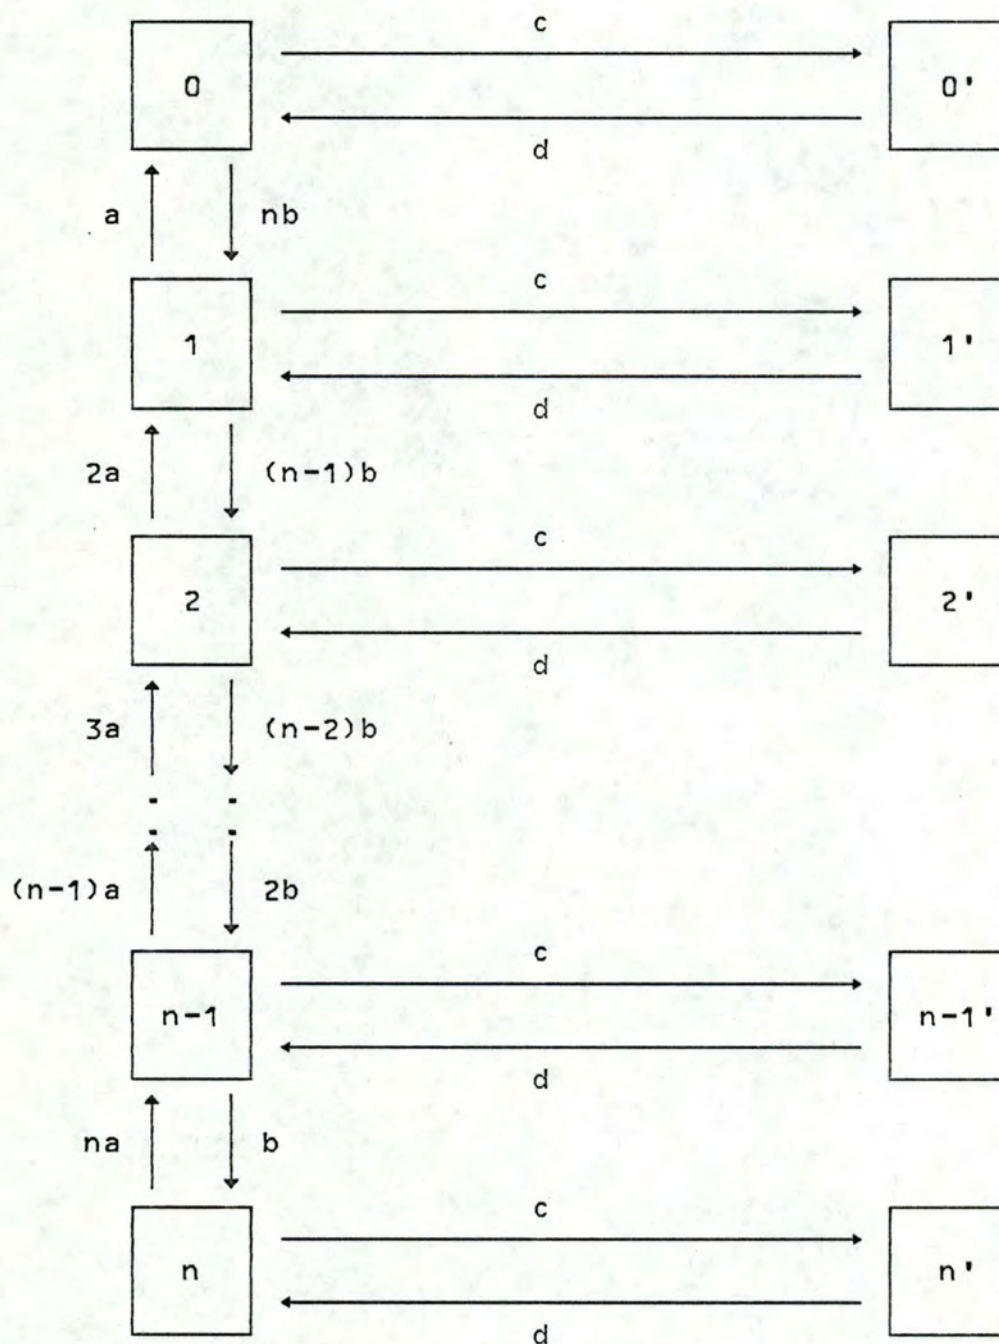 c
0 0'
d
a nb
c
1 1'
d
2a (n-1)b
c
2 2'
d
3a (n-2)b
(n-1)a 2b
c
n-1 n-1'
d
na b
c
n n'
d